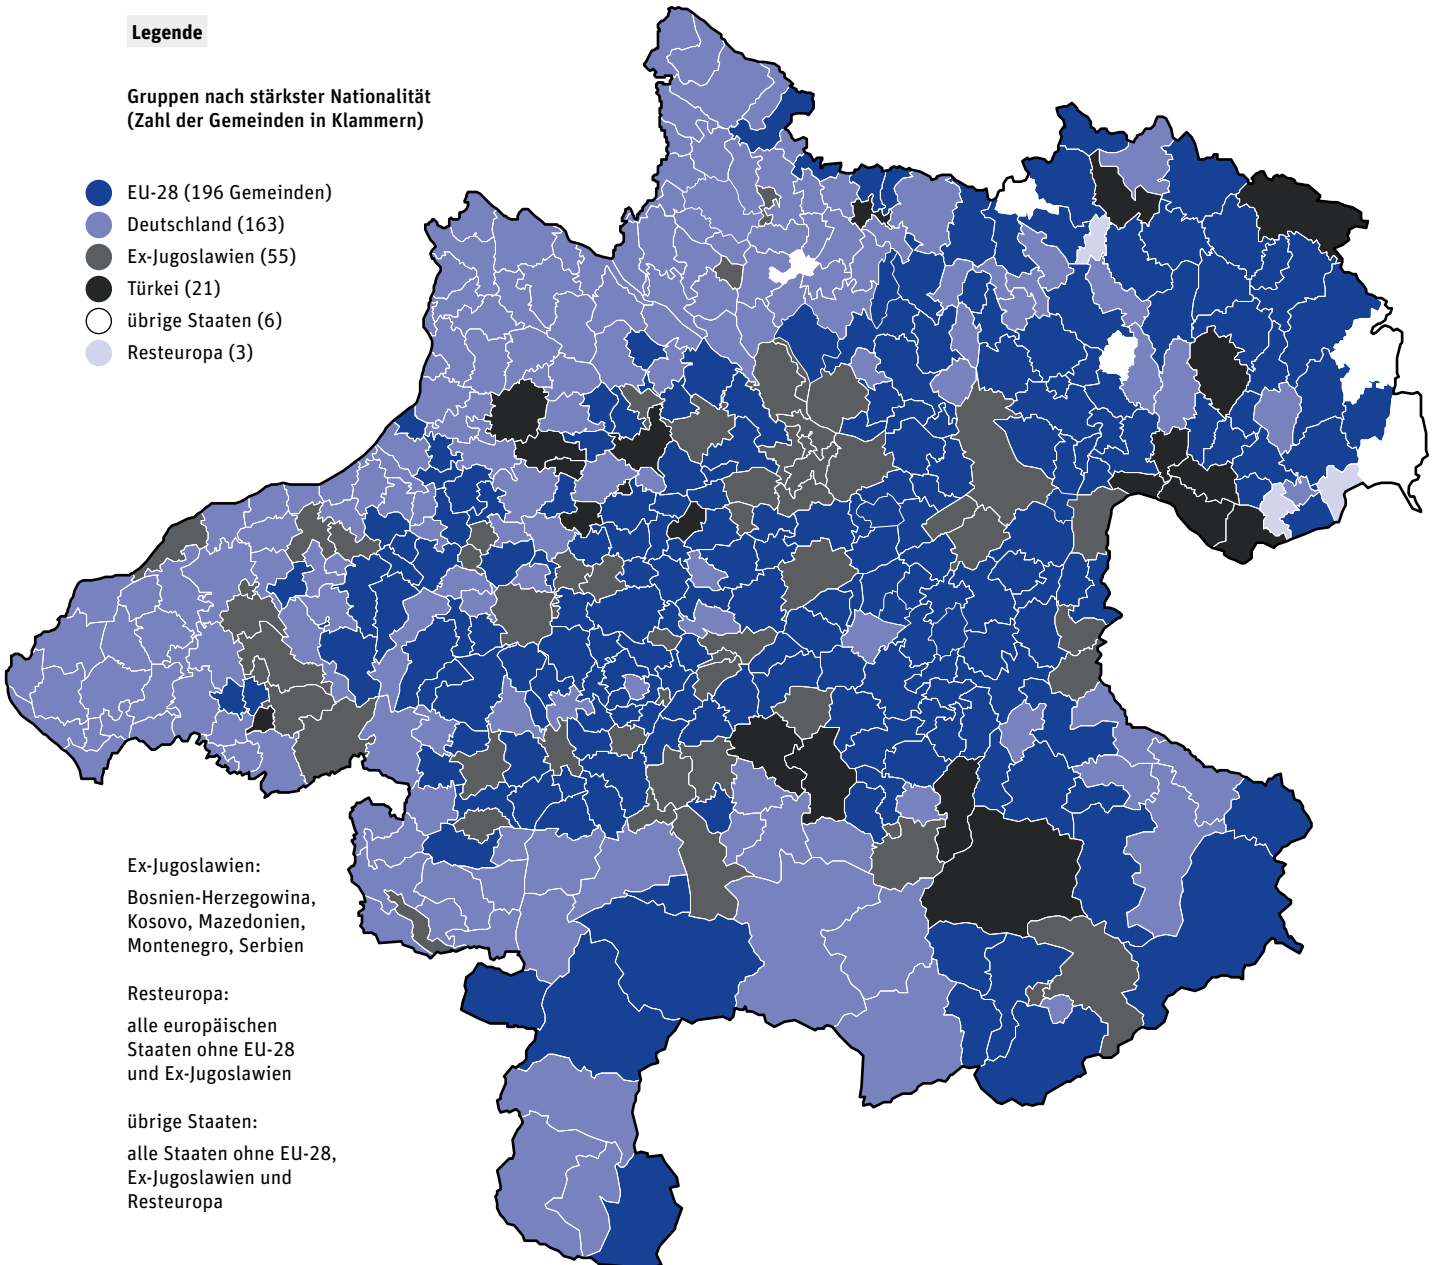 Legende
Gruppen nach stärkster Nationalität
(Zahl der Gemeinden in Klammern)
EU-28 (196 Gemeinden)
Deutschland (163)
Ex-Jugoslawien (55)
Türkei (21)
übrige Staaten (6)
Resteuropa (3)
Ex-Jugoslawien:
Bosnien-Herzegowina,
Kosovo, Mazedonien,
Montenegro, Serbien
Resteuropa:
alle europäischen
Staaten ohne EU-28
und Ex-Jugoslawien
übrige Staaten:
alle Staaten ohne EU-28,
Ex-Jugoslawien und
Resteuropa